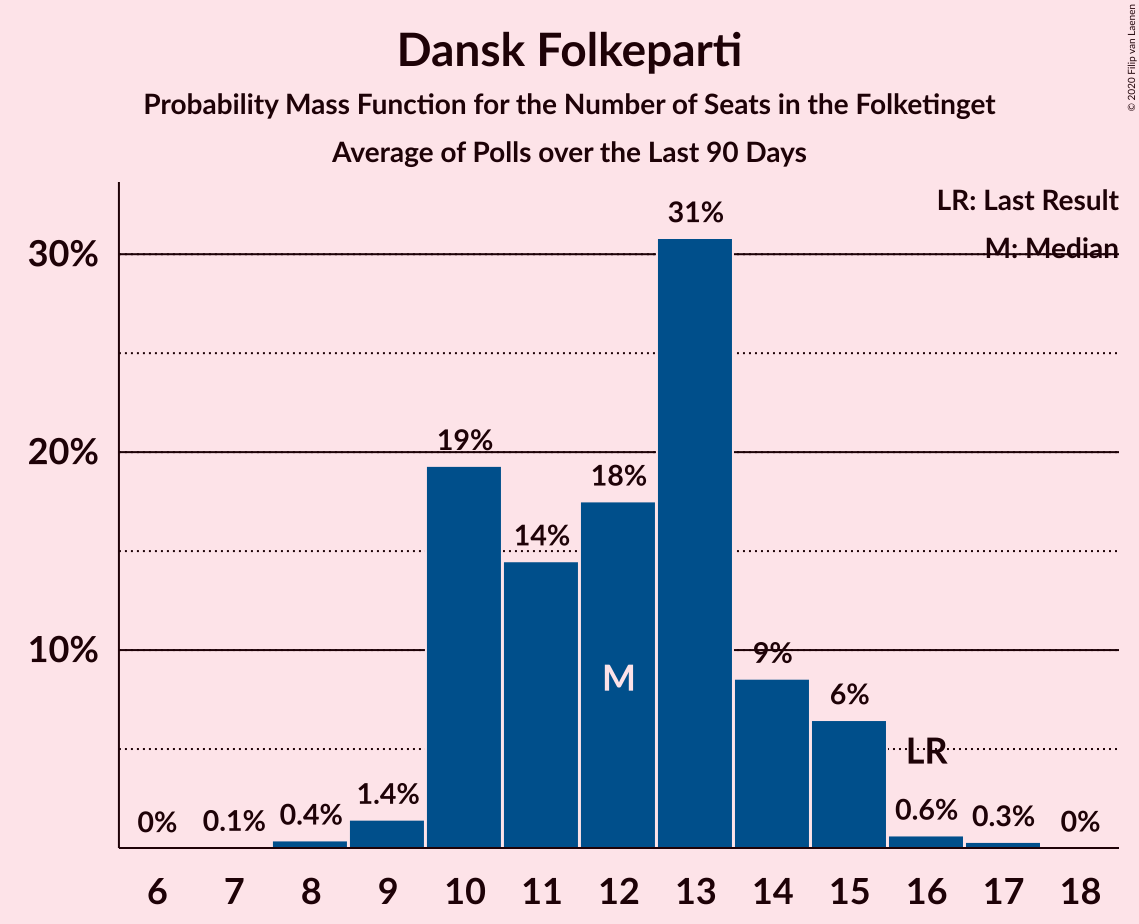 Dansk Folkeparti
Probability Mass Function for the Number of Seats in the Folketinget
Average of Polls over the Last 90 Days
© 2020 Filip van Laenen
LR: Last Result
M: Median
30%
20%
10%
0%
0.1%
0.4%
1.4%
19%
14%
18%
31%
9%
6%
0.6%
0.3%
0%
M
LR
6 7 8 9 10 11 12 13 14 15 16 17 18